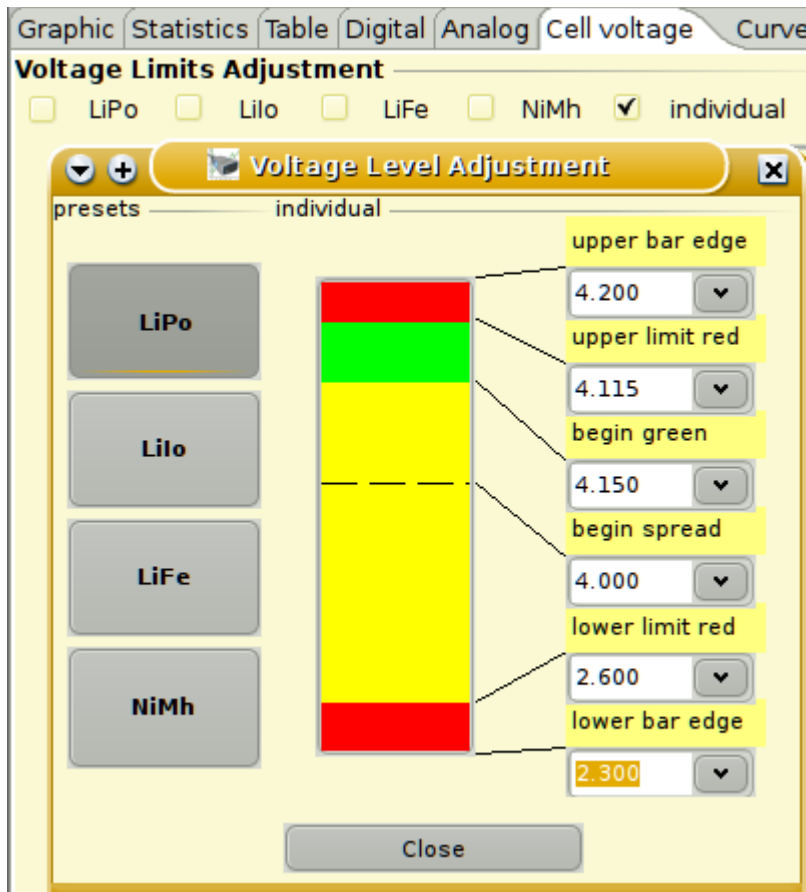 Graphic Statistics Table Digital Analog Cell voltage Curve
Voltage Limits Adjustment
LiPo LiIo LiFe NiMh individual
Voltage Level Adjustment
presets individual
upper bar edge
4.200
LiPo
upper limit red
4.115
begin green
LiIo
4.150
begin spread
LiFe
4.000
lower limit red
2.600
NiMh
lower bar edge
2.300
Close